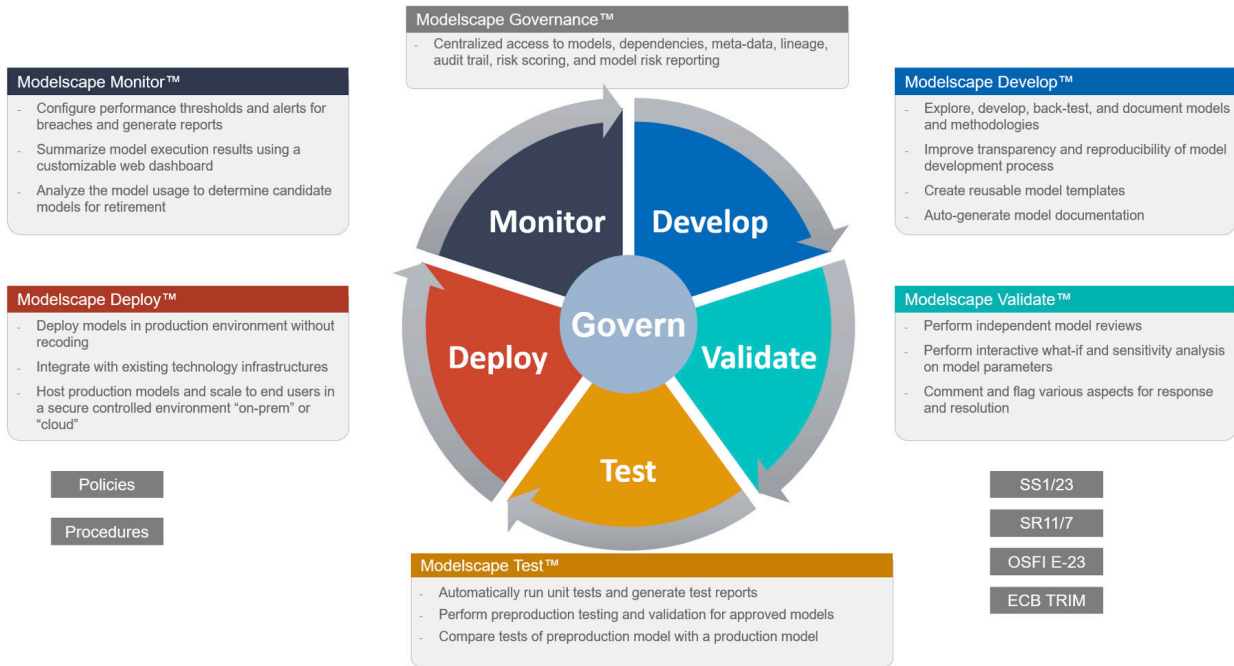 Modelscape Governance™
- Centralized access to models, dependencies, meta-data, lineage,
audit trail, risk scoring, and model risk reporting
Modelscape Monitor™
- Configure performance thresholds and alerts for
breaches and generate reports
- Summarize model execution results using a
customizable web dashboard
- Analyze the model usage to determine candidate
models for retirement
Modelscape Develop™
- Explore, develop, back-test, and document models
and methodologies
- Improve transparency and reproducibility of model
development process
- Create reusable model templates
- Auto-generate model documentation
Monitor
Develop
Govern
Deploy
Validate
Test
Modelscape Deploy™
- Deploy models in production environment without
recoding
- Integrate with existing technology infrastructures
- Host production models and scale to end users in
a secure controlled environment “on-prem” or
“cloud”
Modelscape Validate™
- Perform independent model reviews
- Perform interactive what-if and sensitivity analysis
on model parameters
- Comment and flag various aspects for response
and resolution
Policies
Procedures
SS1/23
SR11/7
OSFI E-23
ECB TRIM
Modelscape Test™
- Automatically run unit tests and generate test reports
- Perform preproduction testing and validation for approved models
- Compare tests of preproduction model with a production model